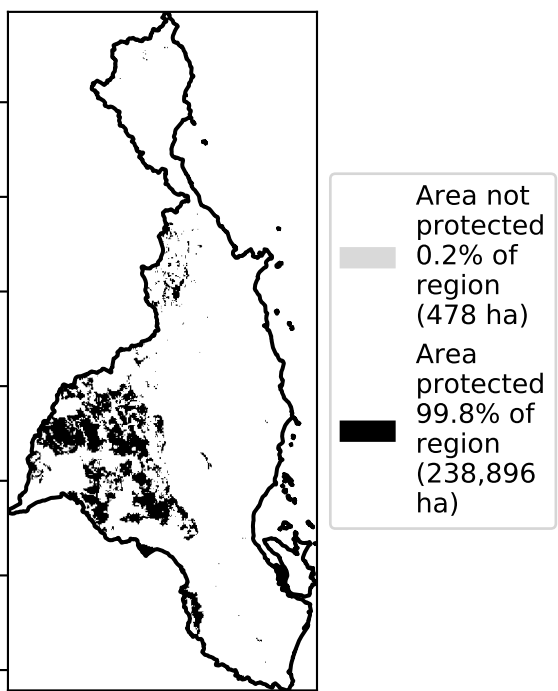 Area not
protected
0.2% of
region
(478 ha)
Area
protected
99.8% of
region
(238,896
ha)